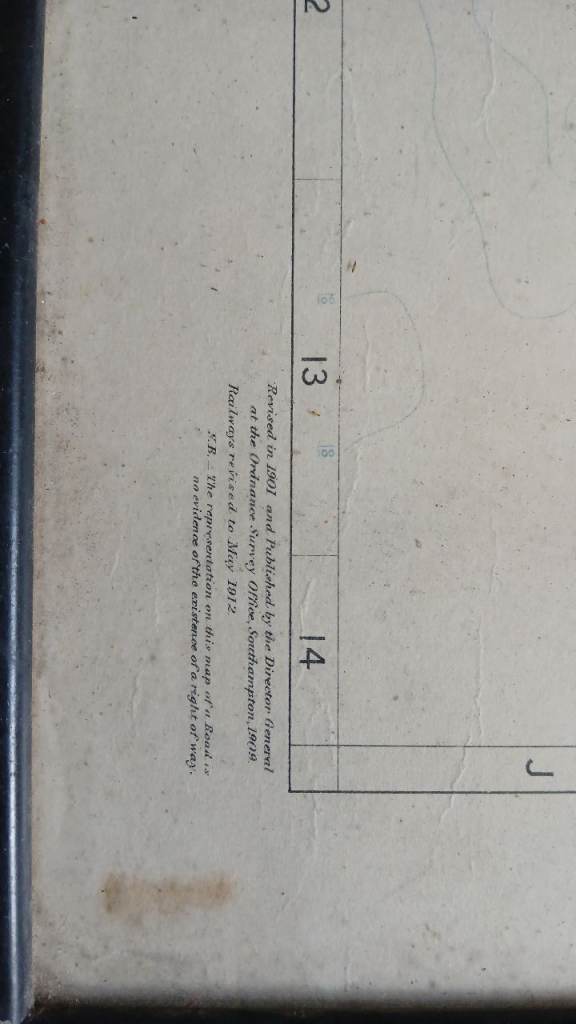 2
13
14
J
18
Revised in 1901 and Published by the Director General
at the Ordnance Survey Office, Southampton, 1909.
Railways revised to May 1912
N.B. – The representation on this map of a Road is
no evidence of the existence of a right of way.